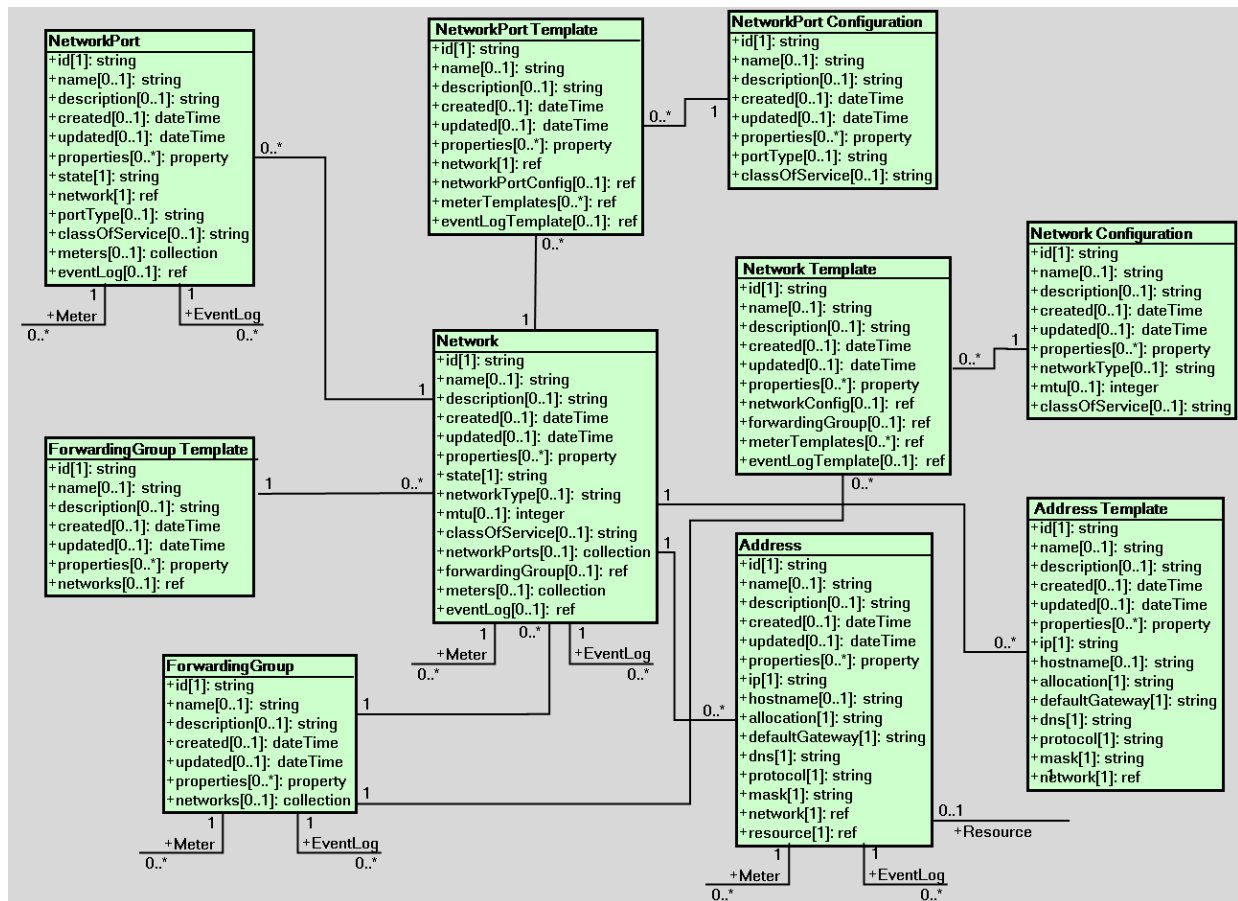 NetworkPort
+id[1]: string
+name[0..1]: string
+description[0..1]: string
+created[0..1]: dateTime
+updated[0..1]: dateTime
+properties[0..*]: property
+state[1]: string
+network[1]: ref
+portType[0..1]: string
+classOfService[0..1]: string
+meters[0..1]: collection
+eventLog[0..1]: ref
0..*
1
1
+Meter
+EventLog
0..*
0..*
NetworkPort Template
+id[1]: string
+name[0..1]: string
+description[0..1]: string
+created[0..1]: dateTime
+updated[0..1]: dateTime
+properties[0..*]: property
+network[1]: ref
+networkPortConfig[0..1]: ref
+meterTemplates[0..*]: ref
+eventLogTemplate[0..1]: ref
0..*
1
0..*
1
NetworkPort Configuration
+id[1]: string
+name[0..1]: string
+description[0..1]: string
+created[0..1]: dateTime
+updated[0..1]: dateTime
+properties[0..*]: property
+portType[0..1]: string
+classOfService[0..1]: string
Network Configuration
+id[1]: string
+name[0..1]: string
+description[0..1]: string
+created[0..1]: dateTime
+updated[0..1]: dateTime
+properties[0..*]: property
+networkType[0..1]: string
+mtu[0..1]: integer
+classOfService[0..1]: string
Network Template
+id[1]: string
+name[0..1]: string
+description[0..1]: string
+created[0..1]: dateTime
+updated[0..1]: dateTime
+properties[0..*]: property
+networkConfig[0..1]: ref
+forwardingGroup[0..1]: ref
+meterTemplates[0..*]: ref
+eventLogTemplate[0..1]: ref
0..*
1
0..*
Network
+id[1]: string
+name[0..1]: string
+description[0..1]: string
+created[0..1]: dateTime
+updated[0..1]: dateTime
+properties[0..*]: property
+state[1]: string
+networkType[0..1]: string
+mtu[0..1]: integer
+classOfService[0..1]: string
+networkPorts[0..1]: collection
+forwardingGroup[0..1]: ref
+meters[0..1]: collection
+eventLog[0..1]: ref
1
0..*
1
1
1
0..*
1
+Meter
+EventLog
0..*
0..*
ForwardingGroup Template
+id[1]: string
+name[0..1]: string
+description[0..1]: string
+created[0..1]: dateTime
+updated[0..1]: dateTime
+properties[0..*]: property
+networks[0..1]: ref
1
ForwardingGroup
+id[1]: string
+name[0..1]: string
+description[0..1]: string
+created[0..1]: dateTime
+updated[0..1]: dateTime
+properties[0..*]: property
+networks[0..1]: collection
1
1
1
1
+Meter
+EventLog
0..*
0..*
Address
+id[1]: string
+name[0..1]: string
+description[0..1]: string
+created[0..1]: dateTime
+updated[0..1]: dateTime
+properties[0..*]: property
+ip[1]: string
+hostname[0..1]: string
+allocation[1]: string
+defaultGateway[1]: string
+dns[1]: string
+protocol[1]: string
+mask[1]: string
+network[1]: ref
+resource[1]: ref
0..*
0..1
+Resource
1
1
+Meter
+EventLog
0..*
0..*
Address Template
+id[1]: string
+name[0..1]: string
+description[0..1]: string
+created[0..1]: dateTime
+updated[0..1]: dateTime
+properties[0..*]: property
+ip[1]: string
+hostname[0..1]: string
+allocation[1]: string
+defaultGateway[1]: string
+dns[1]: string
+protocol[1]: string
+mask[1]: string
+network[1]: ref
1
0..*